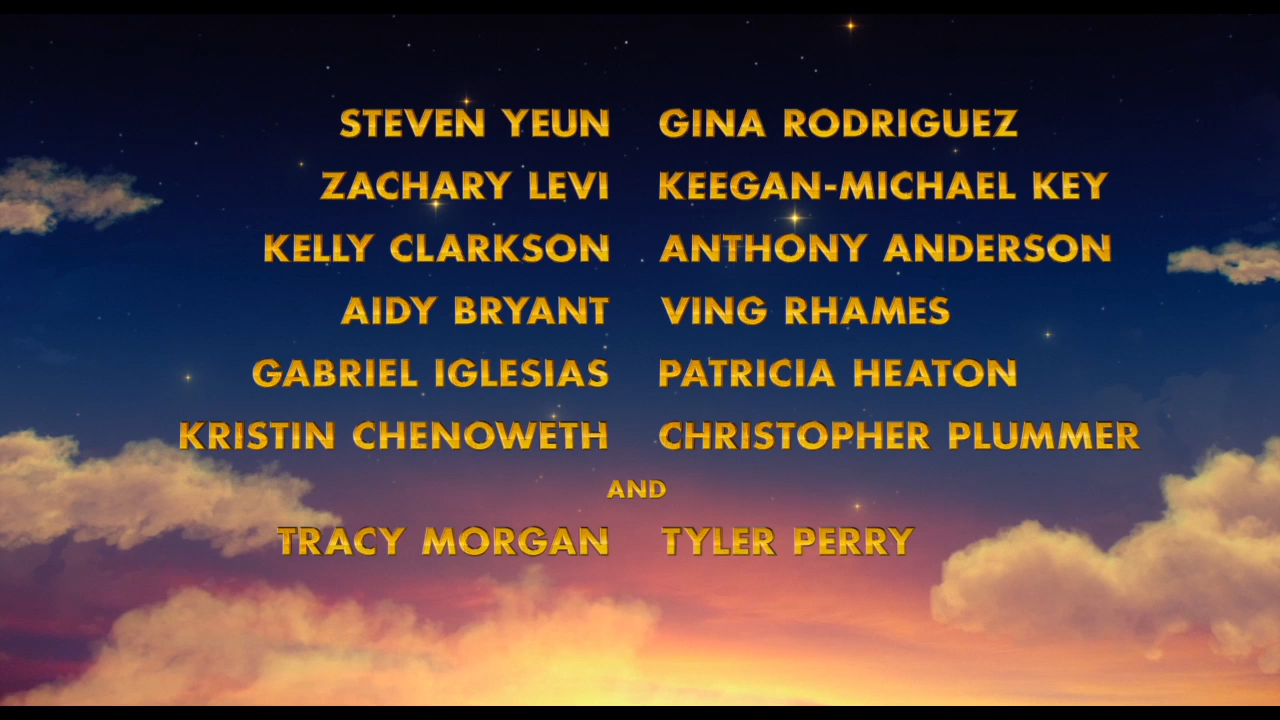 STEVEN YEUN GINA RODRIGUEZ
ZACHARY LEVI KEEGAN-MICHAEL KEY
KELLY CLARKSON ANTHONY ANDERSON
AIDY BRYANT VING RHAMES
GABRIEL IGLESIAS PATRICIA HEATON
KRISTIN CHENOWETH CHRISTOPHER PLUMMER
AND
TRACY MORGAN TYLER PERRY